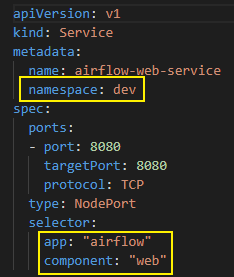 apiVersion: v1
kind: Service
metadata:
  name: airflow-web-service
  namespace: dev
spec:
  ports:
  - port: 8080
    targetPort: 8080
    protocol: TCP
  type: NodePort
  selector:
    app: "airflow"
    component: "web"